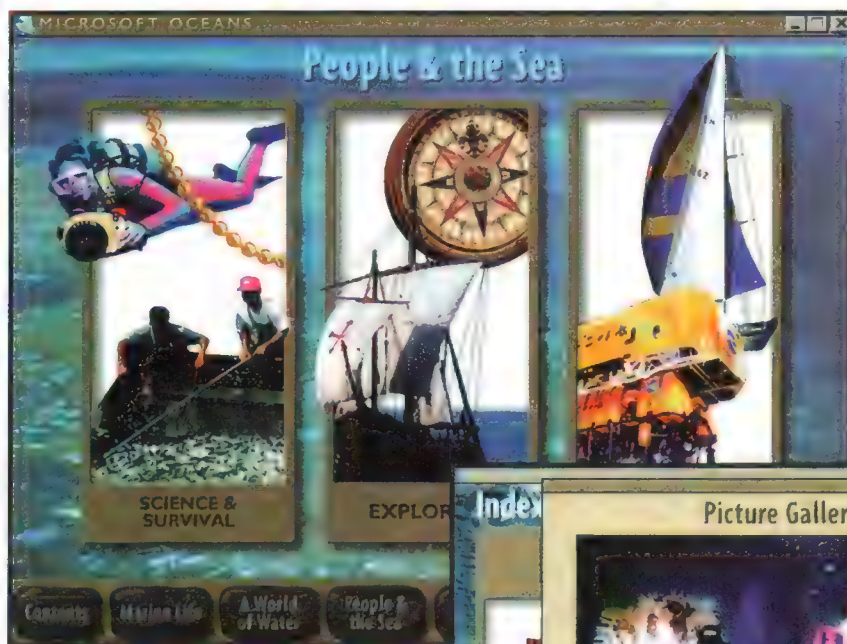 MICROSOFT OCEANS
People & the Sea
SCIENCE &
SURVIVAL
EXPLOR
Index
Picture Galler
Contents
Marine Life
A World
of Water
People &
the Sea